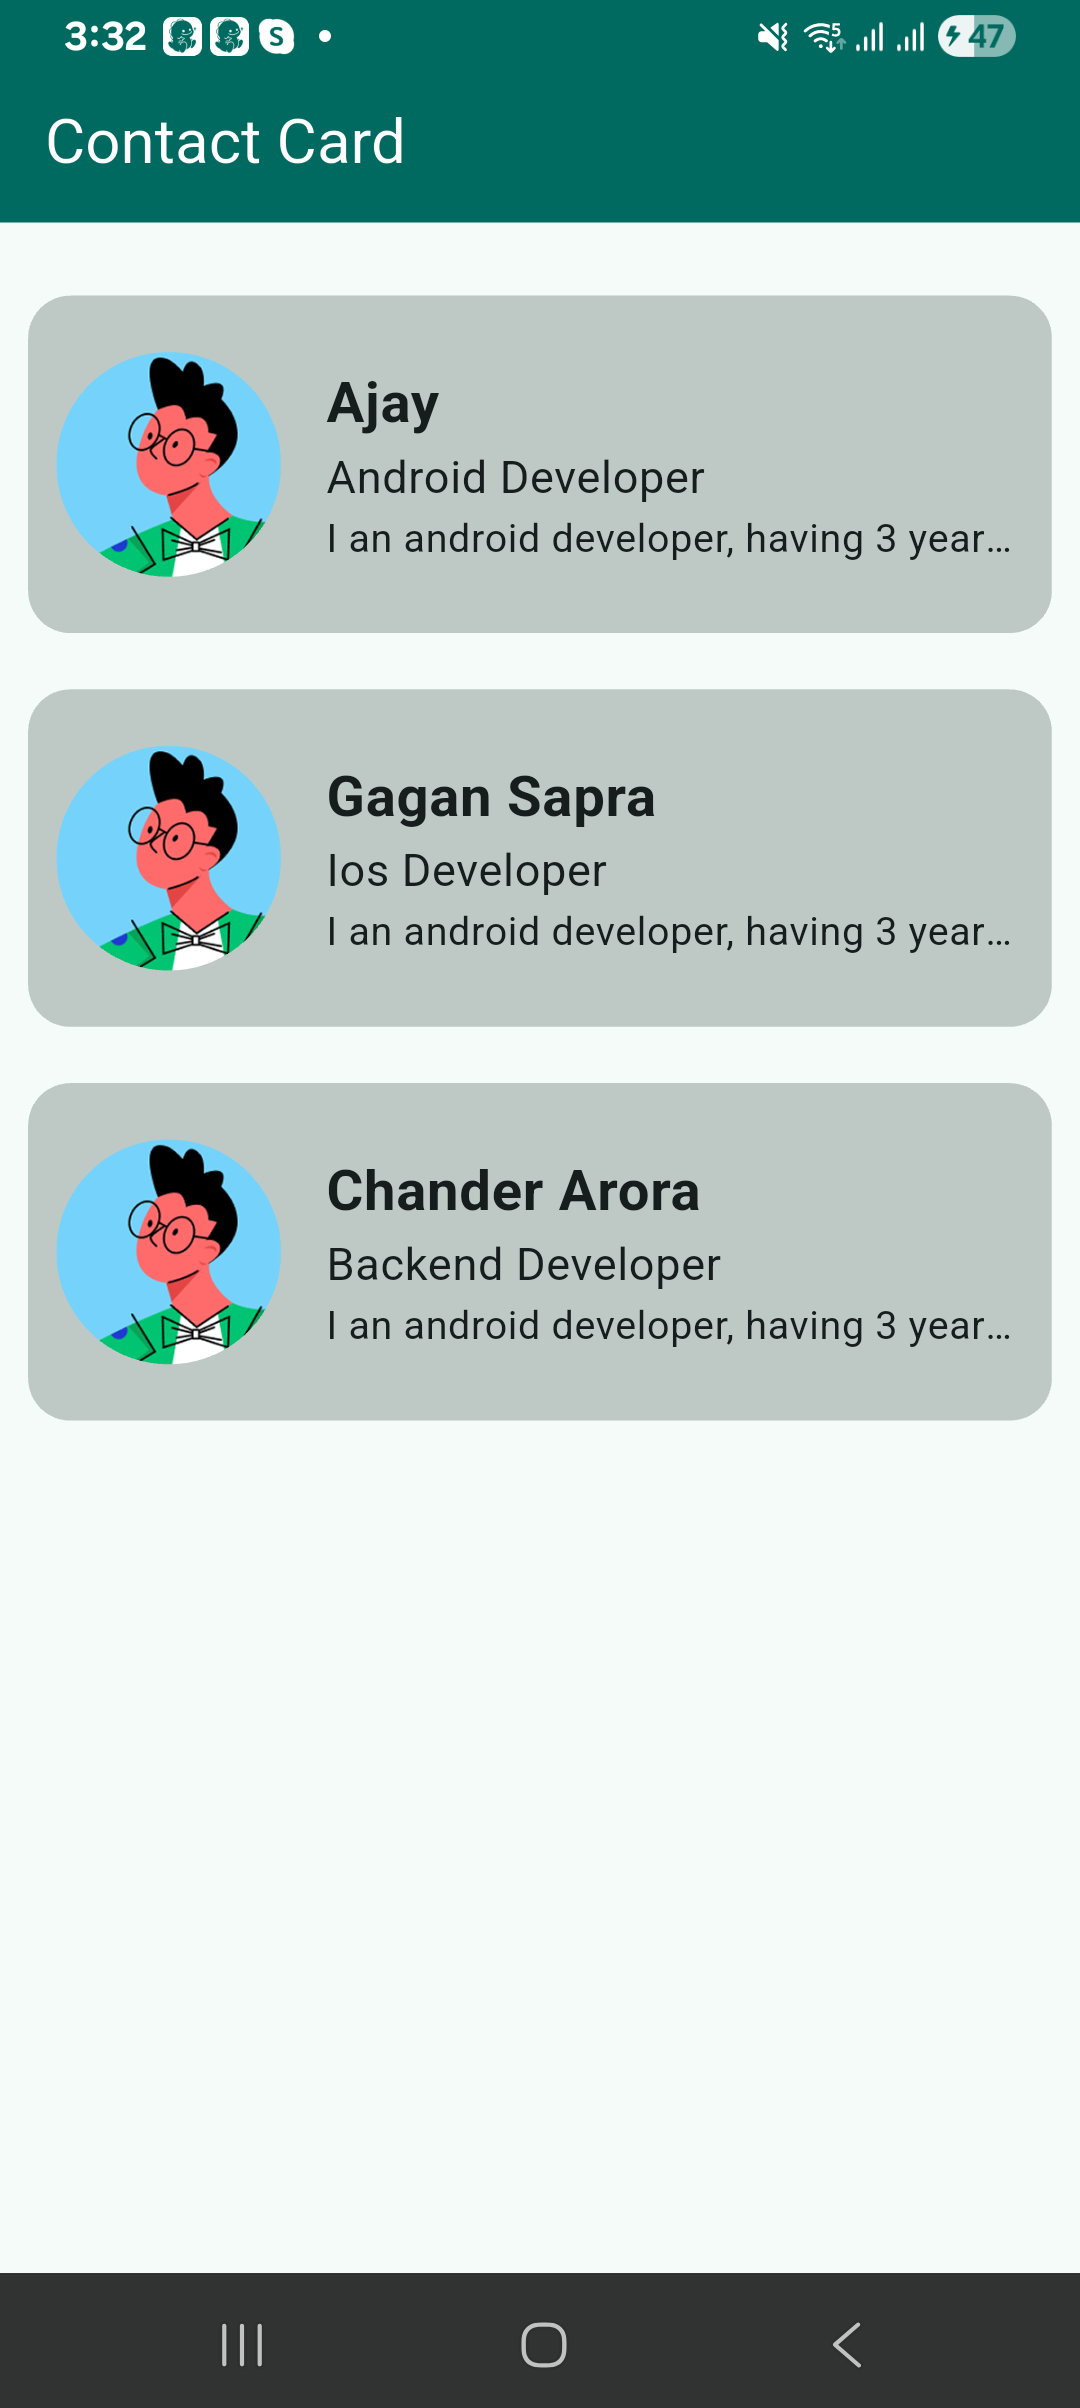 3:32 S 5 47
Contact Card
Ajay
Android Developer
I an android developer, having 3 year...
Gagan Sapra
Ios Developer
I an android developer, having 3 year...
Chander Arora
Backend Developer
I an android developer, having 3 year...